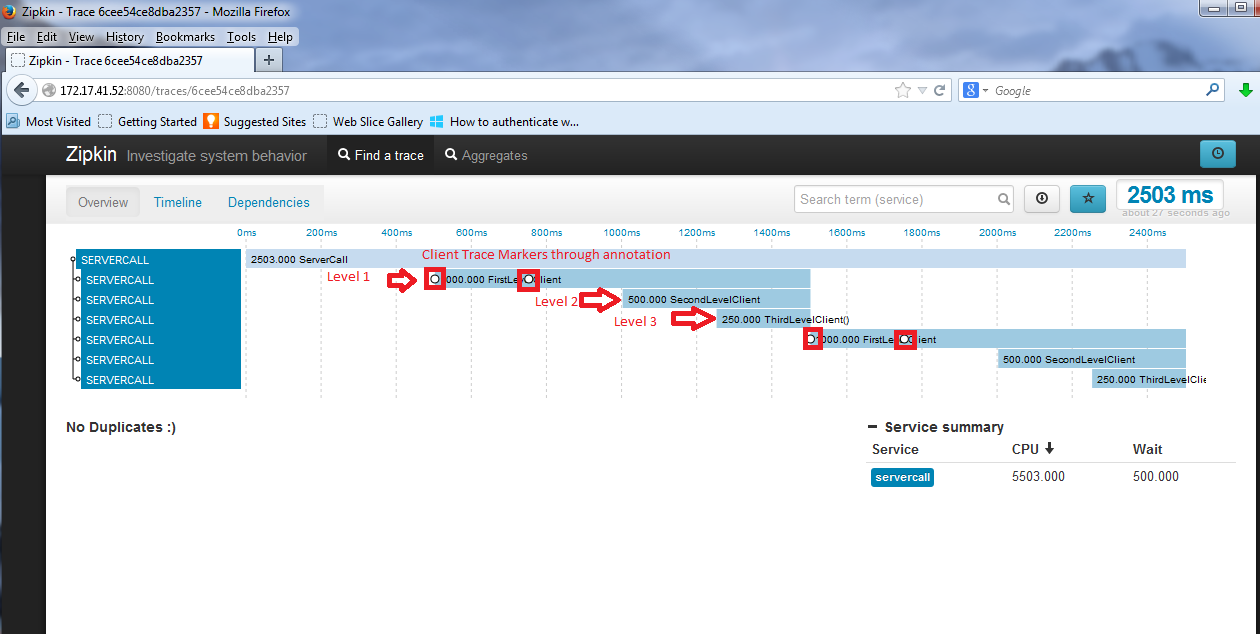 Zipkin - Trace 6cee54ce8dba2357 - Mozilla Firefox
File Edit View History Bookmarks Tools Help
Zipkin - Trace 6cee54ce8dba2357 +
172.17.41.52:8080/traces/6cee54ce8dba2357 8 Google
Most Visited Getting Started Suggested Sites Web Slice Gallery How to authenticate w...
Zipkin Investigate system behavior Find a trace Aggregates
Overview Timeline Dependencies Search term (service) 2503 ms
about 27 seconds ago
0ms 200ms 400ms 600ms 800ms 1000ms 1200ms 1400ms 1600ms 1800ms 2000ms 2200ms 2400ms
Client Trace Markers through annotation
SERVERCALL 2503.000 ServerCall
Level 1
SERVERCALL 000.000 FirstLe Client
Level 2
SERVERCALL 500.000 SecondLevelClient
Level 3
SERVERCALL 250.000 ThirdLevelClient()
SERVERCALL 1000.000 FirstLe Client
SERVERCALL 500.000 SecondLevelClient
SERVERCALL 250.000 ThirdLevelClie
No Duplicates :)
Service summary
Service CPU Wait
servercall 5503.000 500.000